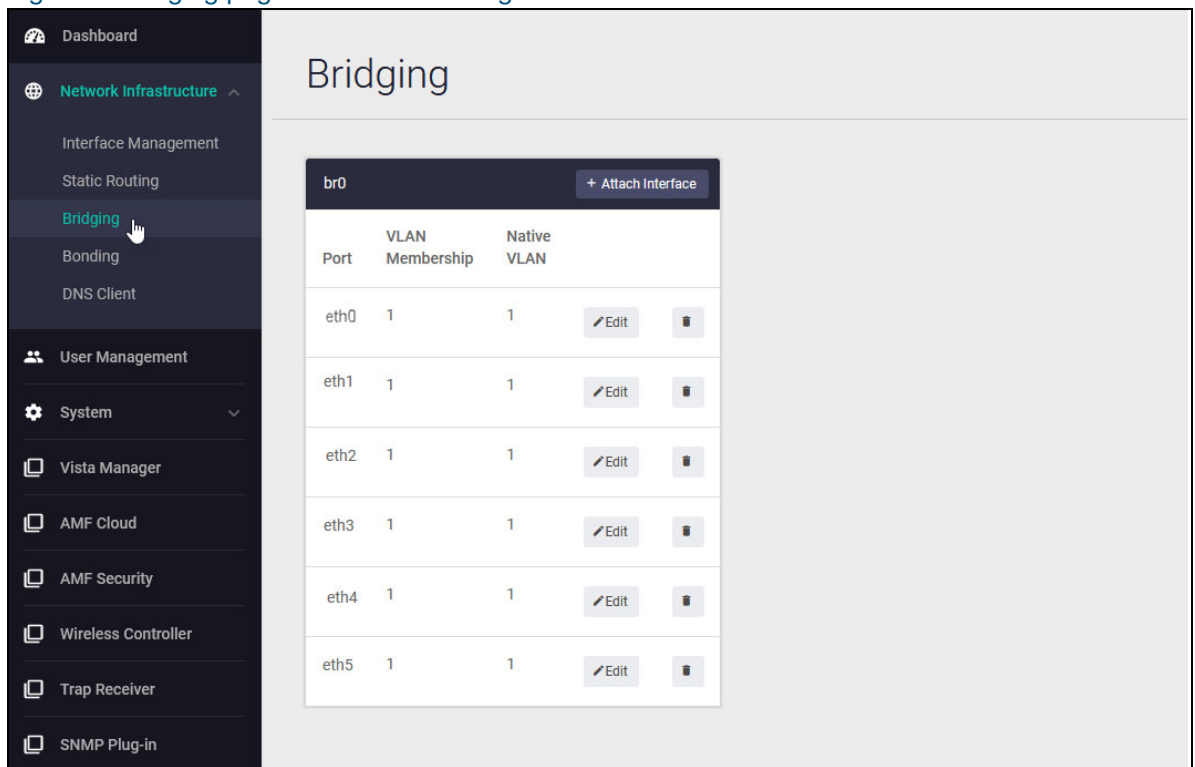 Dashboard
Network Infrastructure
Interface Management
Static Routing
Bridging
Bonding
DNS Client
User Management
System
Vista Manager
AMF Cloud
AMF Security
Wireless Controller
Trap Receiver
SNMP Plug-in
Bridging
br0 + Attach Interface
Port VLAN Membership Native VLAN
eth0 1 1 Edit
eth1 1 1 Edit
eth2 1 1 Edit
eth3 1 1 Edit
eth4 1 1 Edit
eth5 1 1 Edit